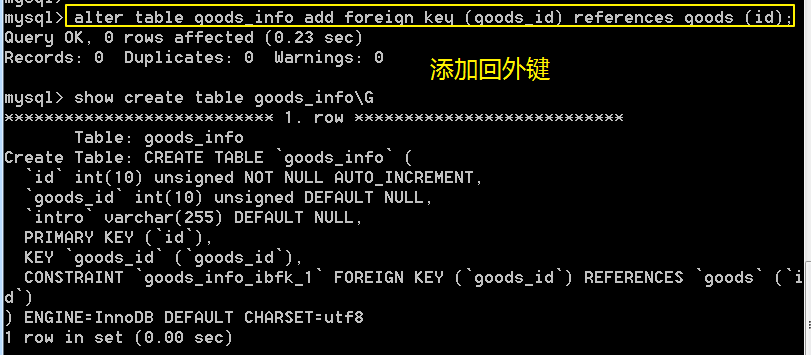 mysql>
mysql> alter table goods_info add foreign key (goods_id) references goods (id);
Query OK, 0 rows affected (0.23 sec)
Records: 0  Duplicates: 0  Warnings: 0
添加回外键
mysql> show create table goods_info\G
*************************** 1. row ***************************
       Table: goods_info
Create Table: CREATE TABLE `goods_info` (
  `id` int(10) unsigned NOT NULL AUTO_INCREMENT,
  `goods_id` int(10) unsigned DEFAULT NULL,
  `intro` varchar(255) DEFAULT NULL,
  PRIMARY KEY (`id`),
  KEY `goods_id` (`goods_id`),
  CONSTRAINT `goods_info_ibfk_1` FOREIGN KEY (`goods_id`) REFERENCES `goods` (`i
d`)
) ENGINE=InnoDB DEFAULT CHARSET=utf8
1 row in set (0.00 sec)